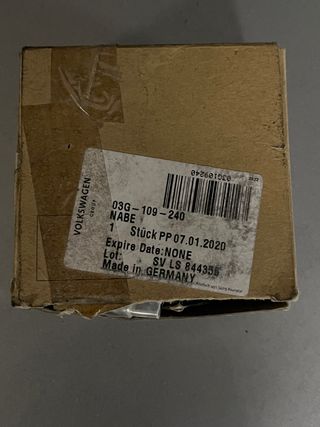 03G109240
VOLKSWAGEN
GROUP
03G-109-240
NABE
1 Stück PP 07.01.2020
Expire Date: NONE
Lot: SV LS 844355
Made in GERMANY